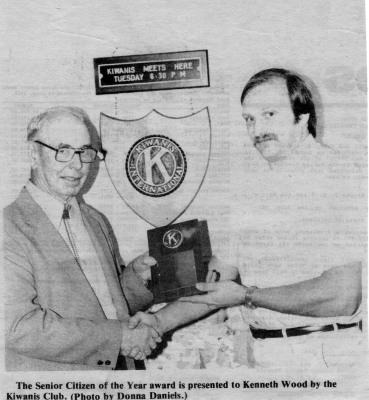 KIWANIS MEETS HERE
TUESDAY 6:30 P M
KIWANIS
K
INTERNATIONAL
K
The Senior Citizen of the Year award is presented to Kenneth Wood by the
Kiwanis Club. (Photo by Donna Daniels.)